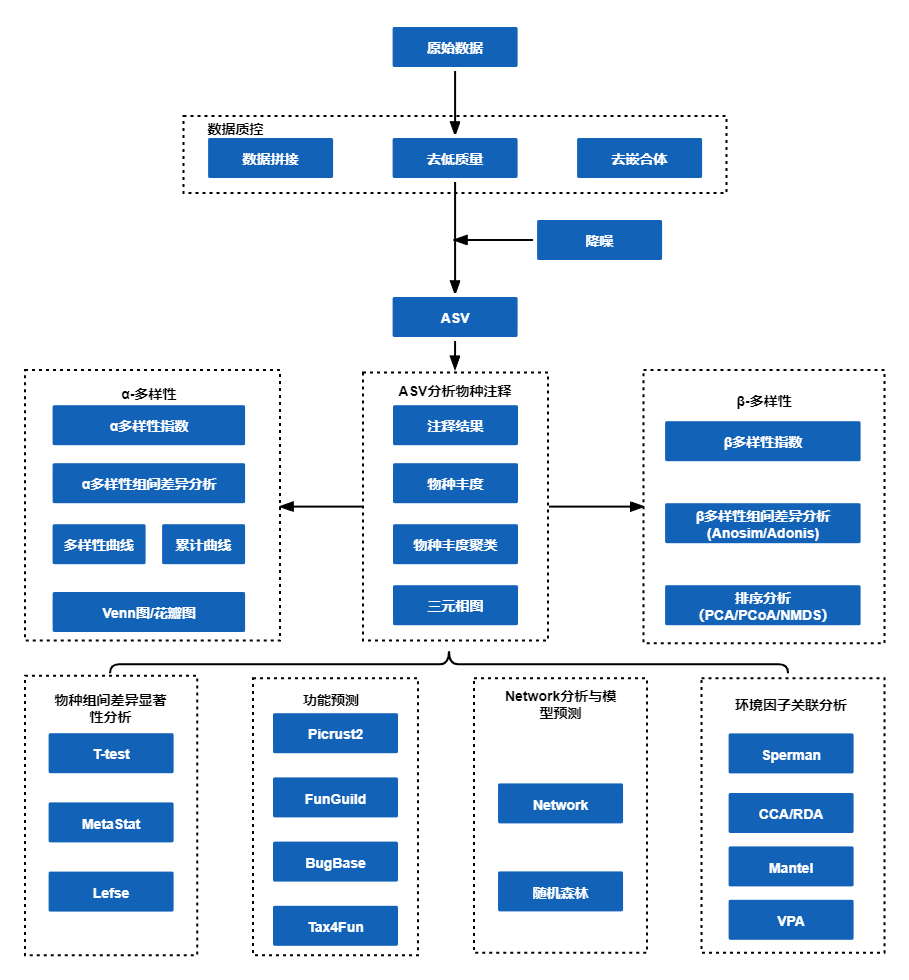 原始数据
数据质控
数据拼接
去低质量
去嵌合体
降噪
ASV
α-多样性
α多样性指数
α多样性组间差异分析
多样性曲线
累计曲线
Venn图/花瓣图
ASV分析物种注释
注释结果
物种丰度
物种丰度聚类
三元相图
β-多样性
β多样性指数
β多样性组间差异分析
(Anosim/Adonis)
排序分析
（PCA/PCoA/NMDS）
物种组间差异显著
性分析
T-test
MetaStat
Lefse
功能预测
Picrust2
FunGuild
BugBase
Tax4Fun
Network分析与模
型预测
Network
随机森林
环境因子关联分析
Sperman
CCA/RDA
Mantel
VPA